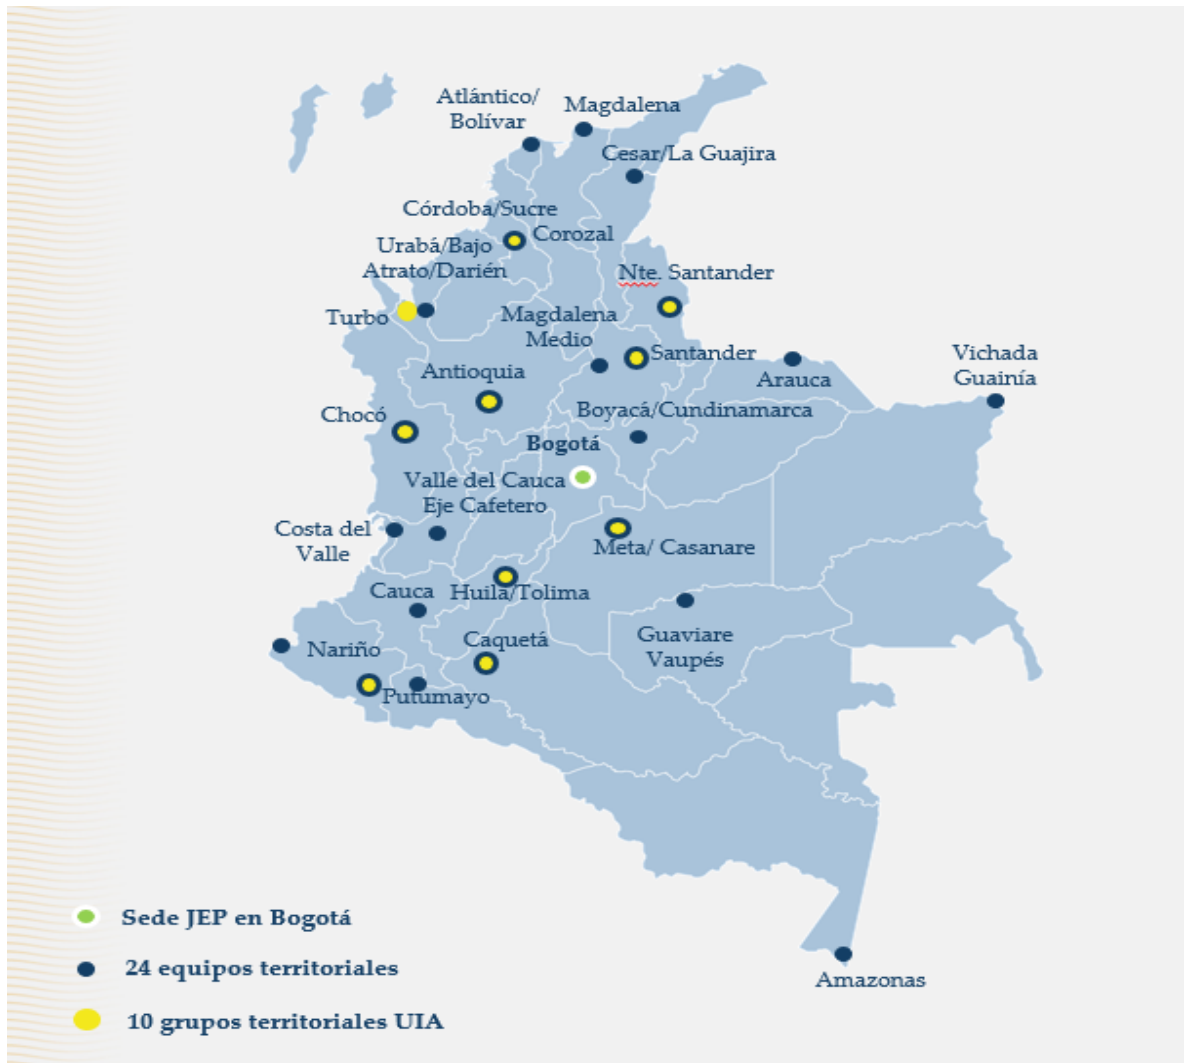 Atlántico/
Bolívar
Magdalena
Cesar/La Guajira
Córdoba/Sucre
Corozal
Urabá/Bajo
Atrato/Darién
Turbo
Nte. Santander
Magdalena
Medio
Santander
Arauca
Vichada
Guainía
Antioquia
Chocó
Boyacá/Cundinamarca
Bogotá
Valle del Cauca
Eje Cafetero
Costa del
Valle
Meta/ Casanare
Cauca
Huila/Tolima
Nariño
Caquetá
Guaviare
Vaupés
Putumayo
Amazonas
Sede JEP en Bogotá
24 equipos territoriales
10 grupos territoriales UIA